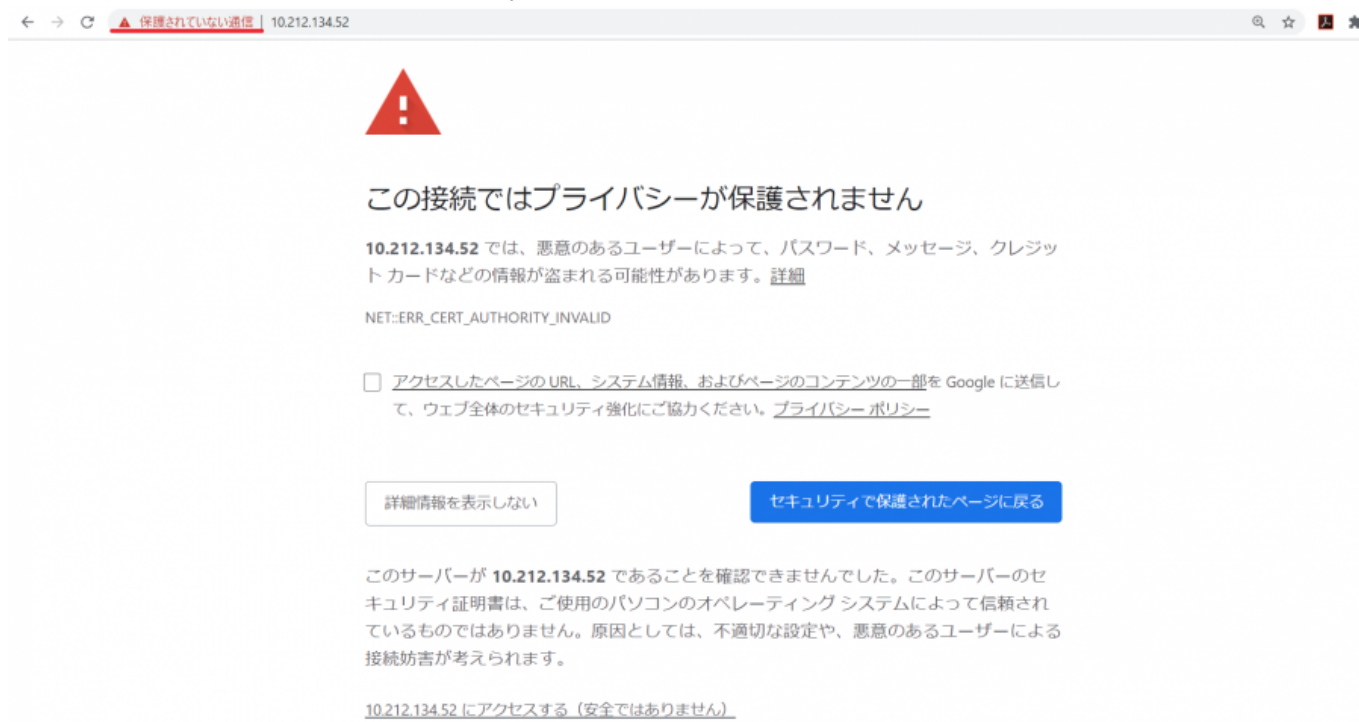 保護されていない通信 | 10.212.134.52
この接続ではプライバシーが保護されません
10.212.134.52 では、悪意のあるユーザーによって、パスワード、メッセージ、クレジッ
ト カードなどの情報が盗まれる可能性があります。詳細
NET::ERR_CERT_AUTHORITY_INVALID
アクセスしたページの URL、システム情報、およびページのコンテンツの一部を Google に送信し
て、ウェブ全体のセキュリティ強化にご協力ください。プライバシー ポリシー
詳細情報を表示しない
セキュリティで保護されたページに戻る
このサーバーが 10.212.134.52 であることを確認できませんでした。このサーバーのセ
キュリティ証明書は、ご使用のパソコンのオペレーティング システムによって信頼され
ているものではありません。原因としては、不適切な設定や、悪意のあるユーザーによる
接続妨害が考えられます。
10.212.134.52 にアクセスする（安全ではありません）